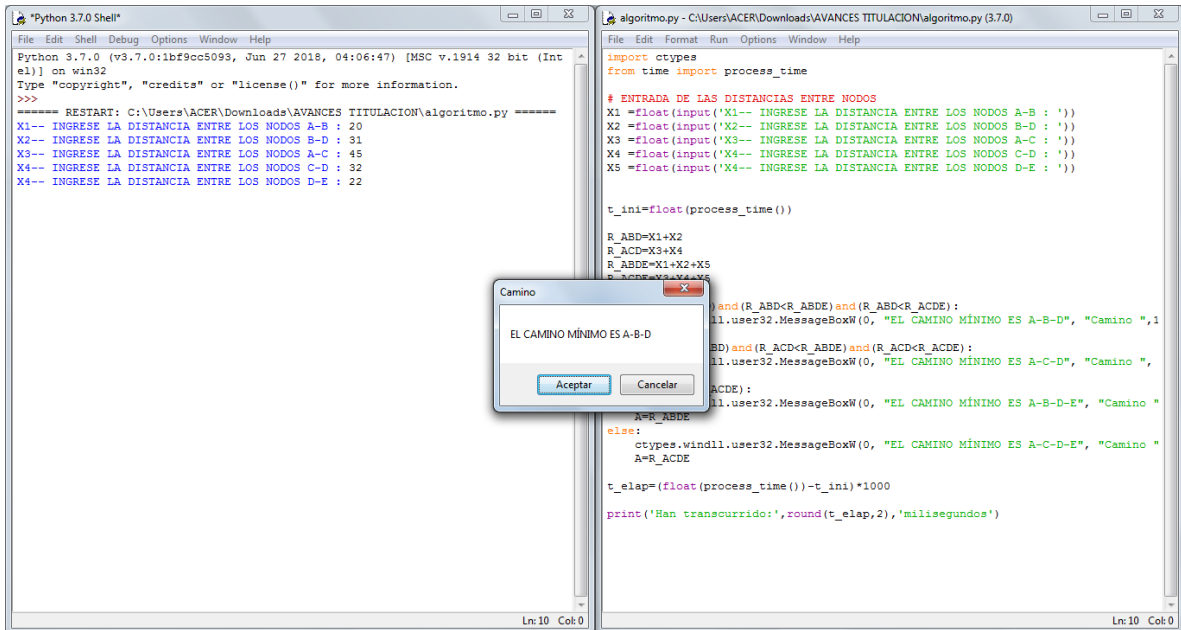 *Python 3.7.0 Shell*
File Edit Shell Debug Options Window Help
Python 3.7.0 (v3.7.0:1bf9cc5093, Jun 27 2018, 04:06:47) [MSC v.1914 32 bit (Int
el)] on win32
Type "copyright", "credits" or "license()" for more information.
>>>
====== RESTART: C:\Users\ACER\Downloads\AVANCES TITULACION\algoritmo.py ======
X1-- INGRESE LA DISTANCIA ENTRE LOS NODOS A-B : 20
X2-- INGRESE LA DISTANCIA ENTRE LOS NODOS B-D : 31
X3-- INGRESE LA DISTANCIA ENTRE LOS NODOS A-C : 45
X4-- INGRESE LA DISTANCIA ENTRE LOS NODOS C-D : 32
X4-- INGRESE LA DISTANCIA ENTRE LOS NODOS D-E : 22
Ln: 10 Col: 0
algoritmo.py - C:\Users\ACER\Downloads\AVANCES TITULACION\algoritmo.py (3.7.0)
File Edit Format Run Options Window Help
import ctypes
from time import process_time
# ENTRADA DE LAS DISTANCIAS ENTRE NODOS
X1 =float(input('X1-- INGRESE LA DISTANCIA ENTRE LOS NODOS A-B : '))
X2 =float(input('X2-- INGRESE LA DISTANCIA ENTRE LOS NODOS B-D : '))
X3 =float(input('X3-- INGRESE LA DISTANCIA ENTRE LOS NODOS A-C : '))
X4 =float(input('X4-- INGRESE LA DISTANCIA ENTRE LOS NODOS C-D : '))
X5 =float(input('X4-- INGRESE LA DISTANCIA ENTRE LOS NODOS D-E : '))
t_ini=float(process_time())
R_ABD=X1+X2
R_ACD=X3+X4
R_ABDE=X1+X2+X5
R_ACDE=X3+X4+X5
)and(R_ABD<R_ABDE)and(R_ABD<R_ACDE):
ll.user32.MessageBoxW(0, "EL CAMINO MÍNIMO ES A-B-D", "Camino ",1
BD)and(R_ACD<R_ABDE)and(R_ACD<R_ACDE):
ll.user32.MessageBoxW(0, "EL CAMINO MÍNIMO ES A-C-D", "Camino ",
ACDE):
ll.user32.MessageBoxW(0, "EL CAMINO MÍNIMO ES A-B-D-E", "Camino "
A=R_ABDE
else:
ctypes.windll.user32.MessageBoxW(0, "EL CAMINO MÍNIMO ES A-C-D-E", "Camino "
A=R_ACDE
t_elap=(float(process_time())-t_ini)*1000
print('Han transcurrido:',round(t_elap,2),'milisegundos')
Ln: 10 Col: 0
Camino
EL CAMINO MÍNIMO ES A-B-D
Aceptar Cancelar